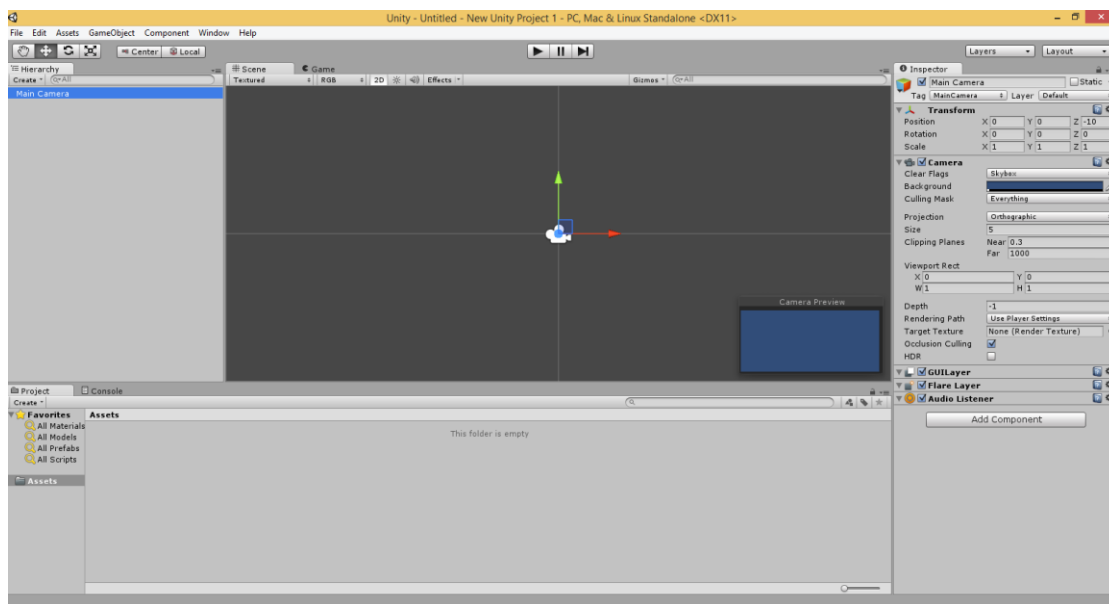 Unity - Untitled - New Unity Project 1 - PC, Mac & Linux Standalone <DX11>
File Edit Assets GameObject Component Window Help
Center Local
Layers Layout
Hierarchy
Create All
Main Camera
Scene Game
Textured RGB 2D Effects Gizmos All
Camera Preview
Inspector
Main Camera Static
Tag MainCamera Layer Default
Transform
Position X 0 Y 0 Z -10
Rotation X 0 Y 0 Z 0
Scale X 1 Y 1 Z 1
Camera
Clear Flags Skybox
Background
Culling Mask Everything
Projection Orthographic
Size 5
Clipping Planes Near 0.3
Far 1000
Viewport Rect
X 0 Y 0
W 1 H 1
Depth -1
Rendering Path Use Player Settings
Target Texture None (Render Texture)
Occlusion Culling
HDR
GUILayer
Flare Layer
Audio Listener
Add Component
Project Console
Create
Favorites
All Materials
All Models
All Prefabs
All Scripts
Assets
Assets
This folder is empty